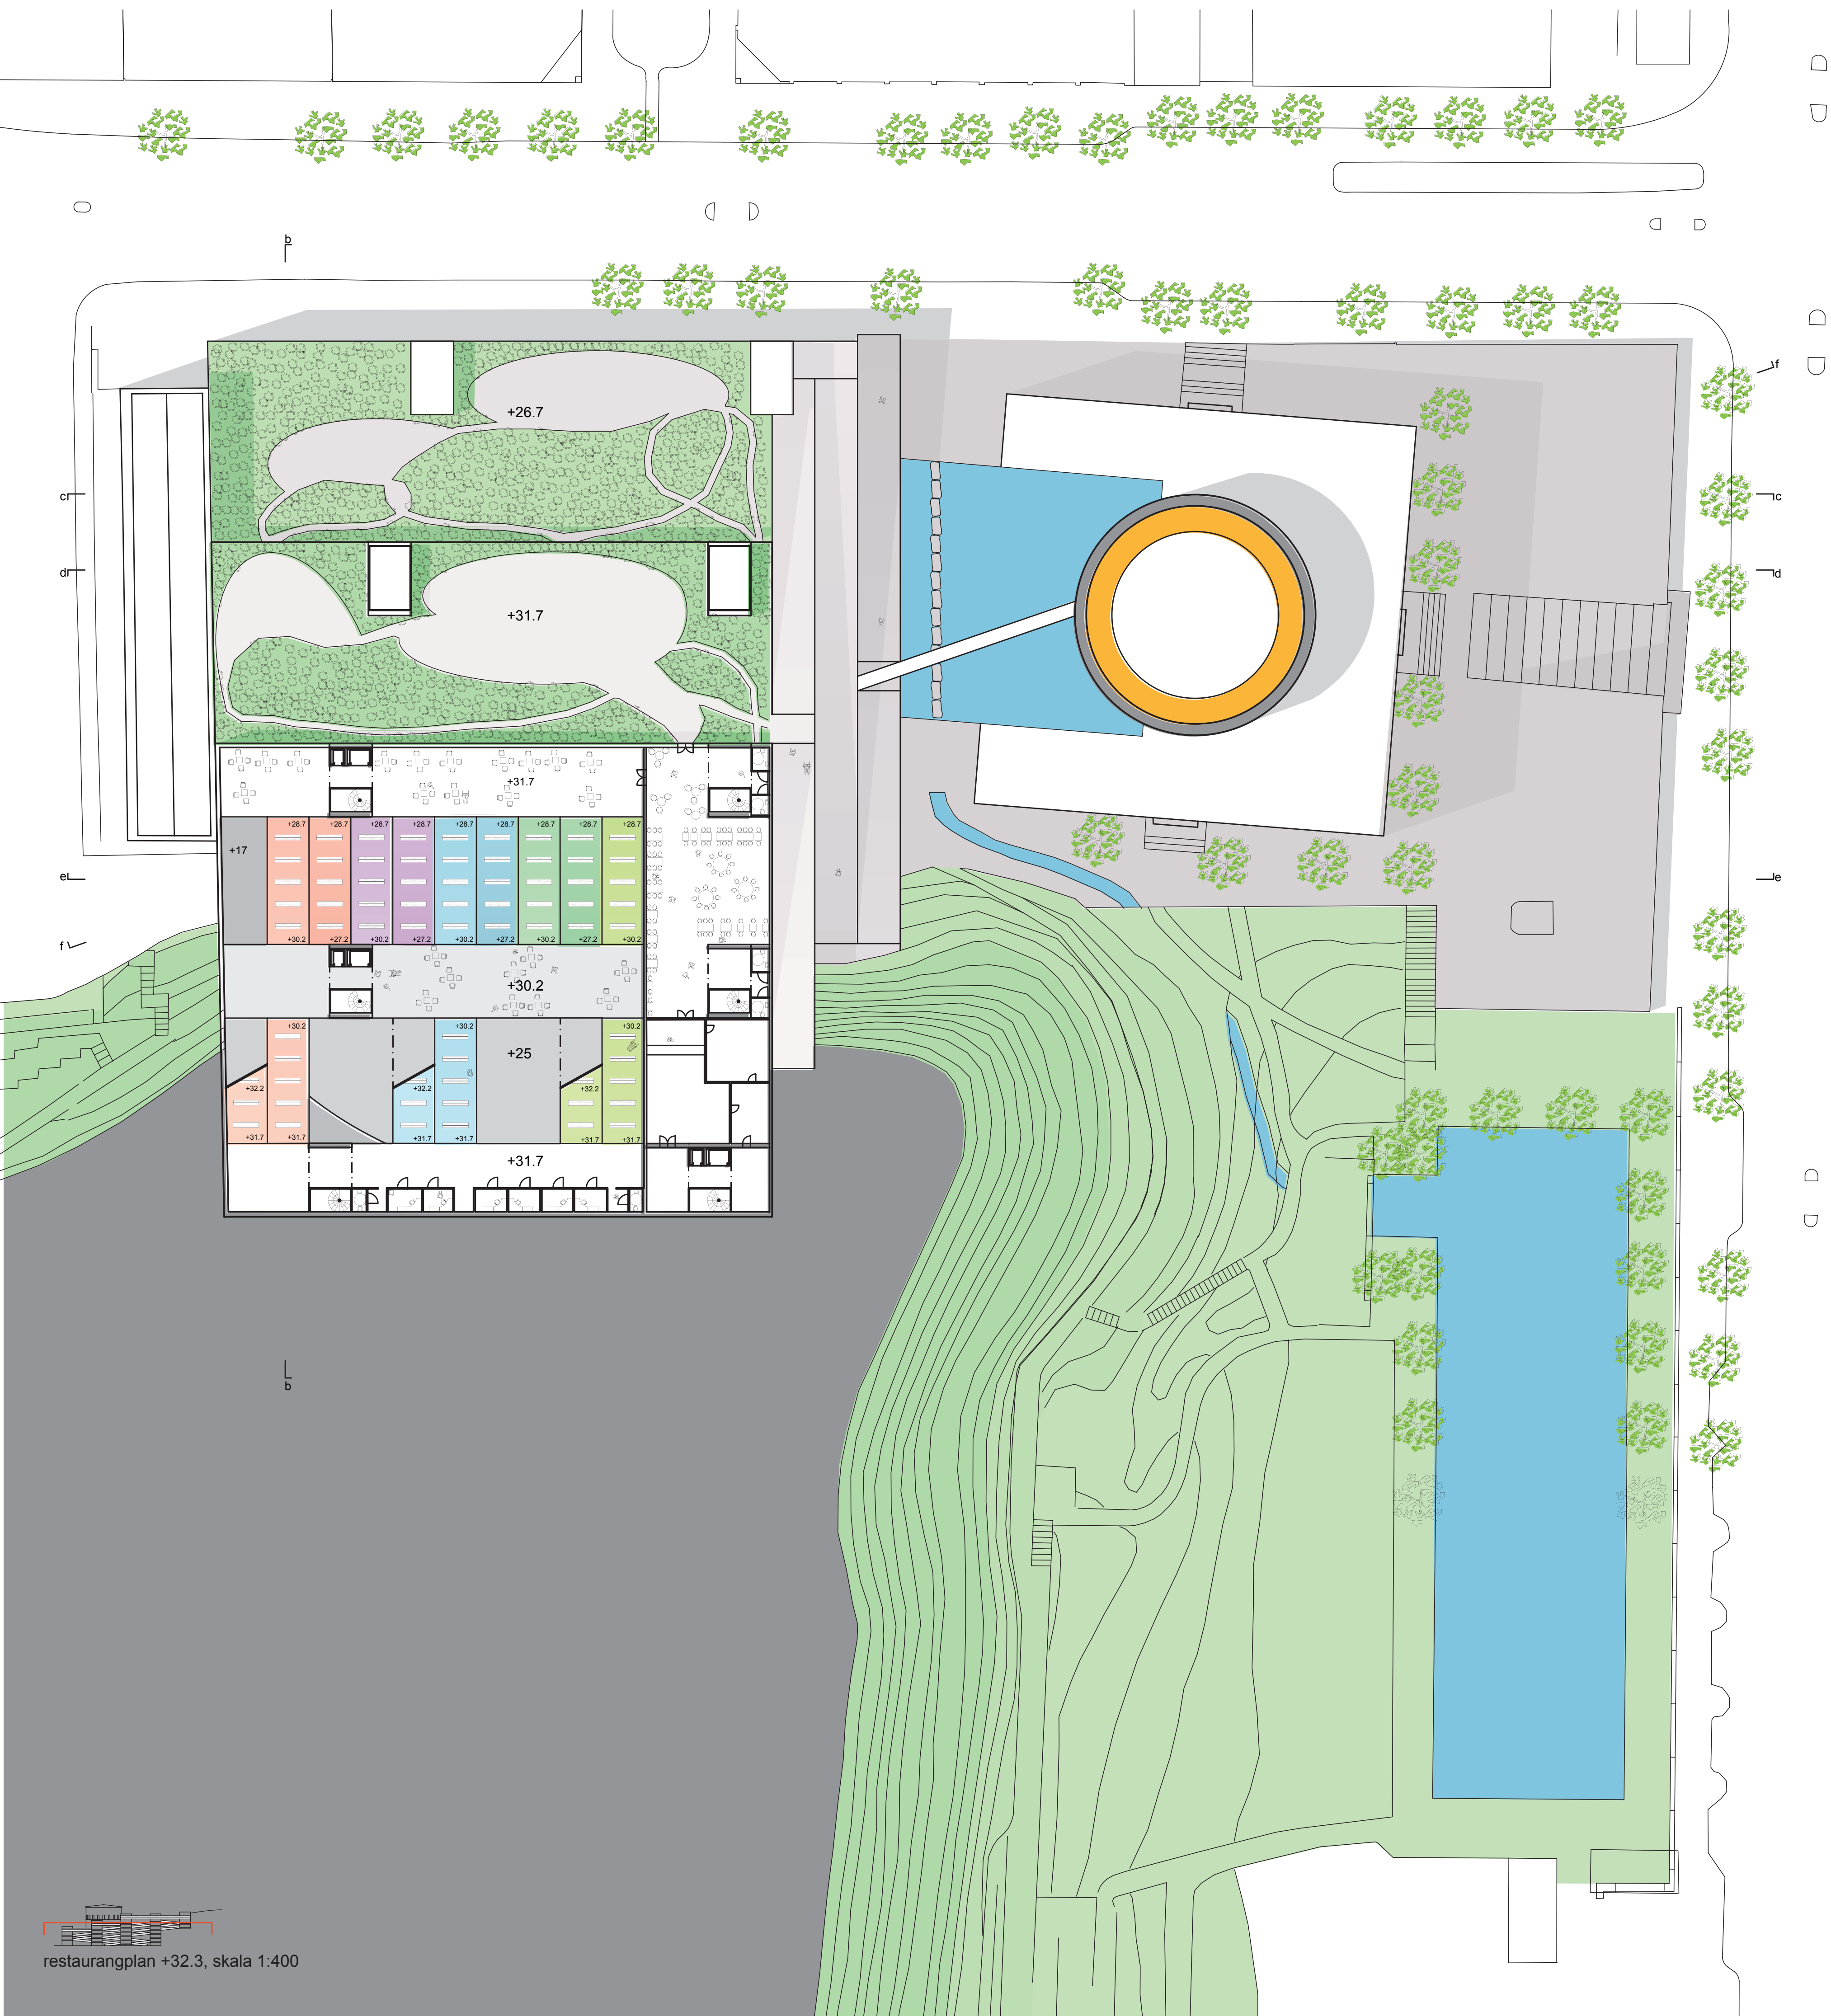 b
f
+26.7
c
c
d
d
+31.7
+31.7
+28.7 +28.7 +28.7 +28.7 +28.7 +28.7 +28.7 +28.7 +28.7
+17
e
e
+30.2 +27.2 +30.2 +27.2 +30.2 +27.2 +30.2 +27.2 +30.2
f
+30.2
+30.2 +30.2 +30.2
+25
+32.2 +32.2 +32.2
+31.7 +31.7 +31.7 +31.7 +31.7 +31.7
+31.7
b
restaurangplan +32.3, skala 1:400